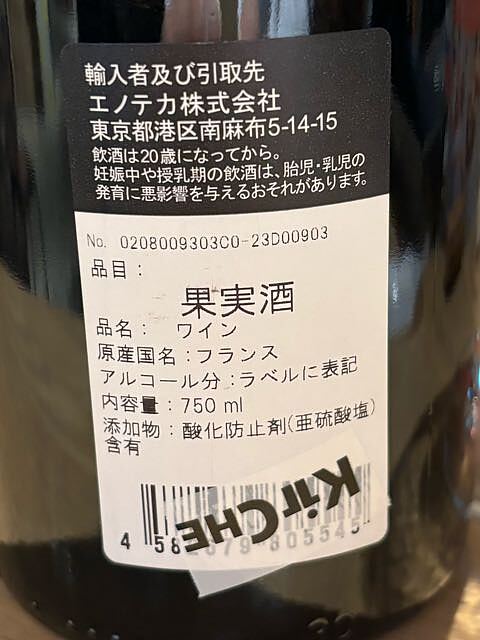 輸入者及び引取先
エノテカ株式会社
東京都港区南麻布5-14-15
飲酒は20歳になってから。
妊娠中や授乳期の飲酒は、胎児・乳児の
発育に悪影響を与えるおそれがあります。
No. 0208009303C0-23D00903
品目：
果実酒
品名： ワイン
原産国名：フランス
アルコール分：ラベルに表記
内容量：750 ml
添加物：酸化防止剤(亜硫酸塩)
含有
KirCHE